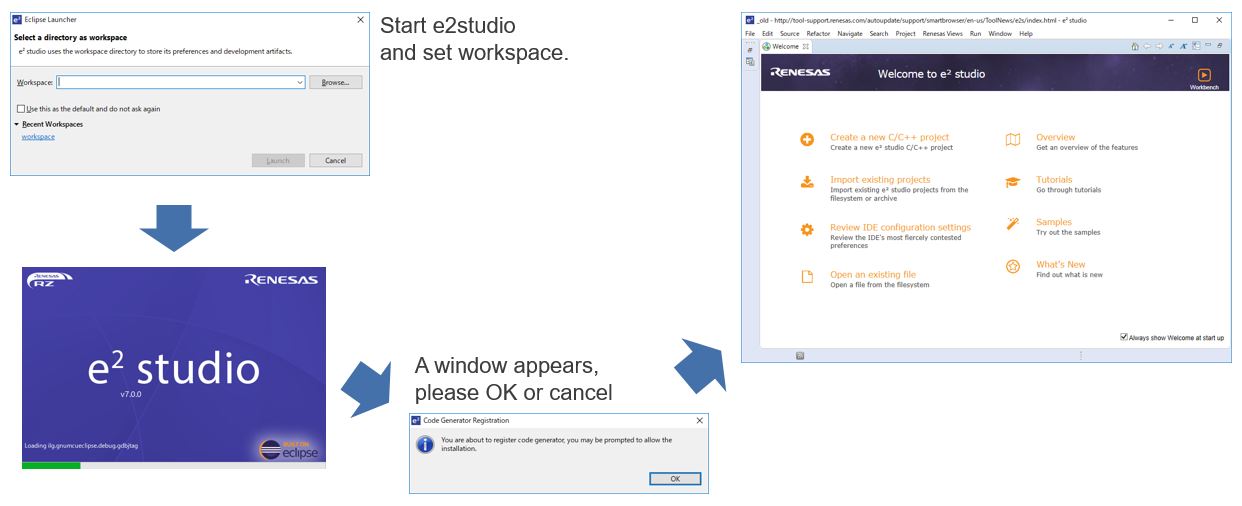 Eclipse Launcher
Select a directory as workspace
e² studio uses the workspace directory to store its preferences and development artifacts.
Workspace:
Browse...
Use this as the default and do not ask again
Recent Workspaces
workspace
Launch
Cancel
Start e2studio
and set workspace.
RENESAS
RZ
RENESAS
e² studio
v7.0.0
Loading ilg.gnumcueclipse.debug.gdbjtag
BUILT ON
eclipse
A window appears,
please OK or cancel
e² Code Generator Registration
You are about to register code generator, you may be prompted to allow the
installation.
OK
_old - http://tool-support.renesas.com/autoupdate/support/smartbrowser/en-us/ToolNews/e2s/index.html - e² studio
File Edit Source Refactor Navigate Search Project Renesas Views Run Window Help
Welcome
RENESAS
Welcome to e² studio
Workbench
Create a new C/C++ project
Create a new e² studio C/C++ project
Import existing projects
Import existing e² studio projects from the
filesystem or archive
Review IDE configuration settings
Review the IDE's most fiercely contested
preferences
Open an existing file
Open a file from the filesystem
Overview
Get an overview of the features
Tutorials
Go through tutorials
Samples
Try out the samples
What's New
Find out what is new
Always show Welcome at start up